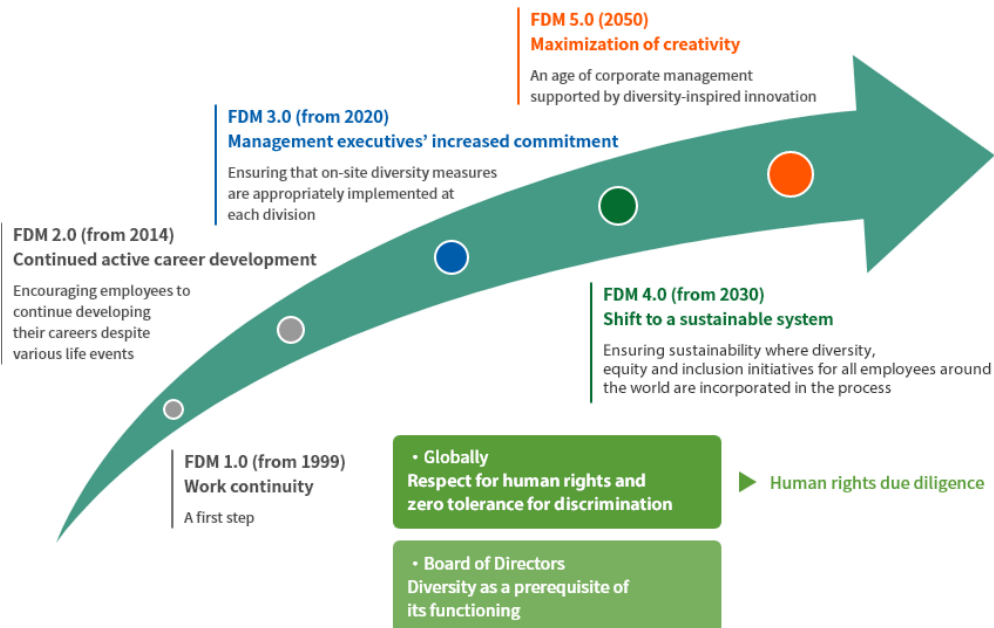 FDM 5.0 (2050)
Maximization of creativity
An age of corporate management
supported by diversity-inspired innovation
FDM 3.0 (from 2020)
Management executives’ increased commitment
Ensuring that on-site diversity measures
are appropriately implemented at
each division
FDM 2.0 (from 2014)
Continued active career development
Encouraging employees to
continue developing
their careers despite
various life events
FDM 4.0 (from 2030)
Shift to a sustainable system
Ensuring sustainability where diversity,
equity and inclusion initiatives for all employees around
the world are incorporated in the process
FDM 1.0 (from 1999)
Work continuity
A first step
・Globally
Respect for human rights and
zero tolerance for discrimination
Human rights due diligence
・Board of Directors
Diversity as a prerequisite of
its functioning